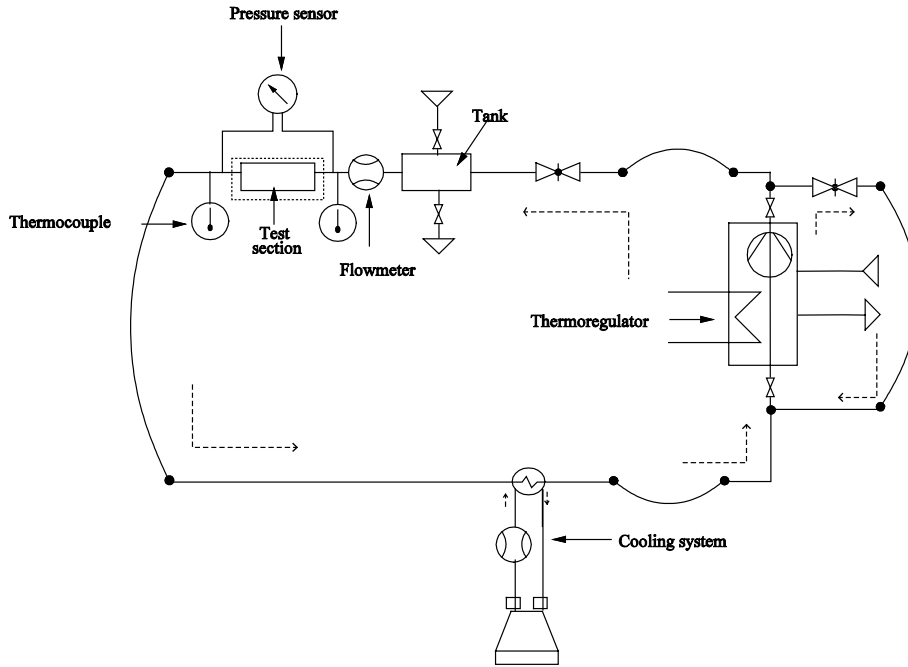 Pressure sensor
Tank
Thermocouple
Test
section
Flowmeter
Thermoregulator
Cooling system